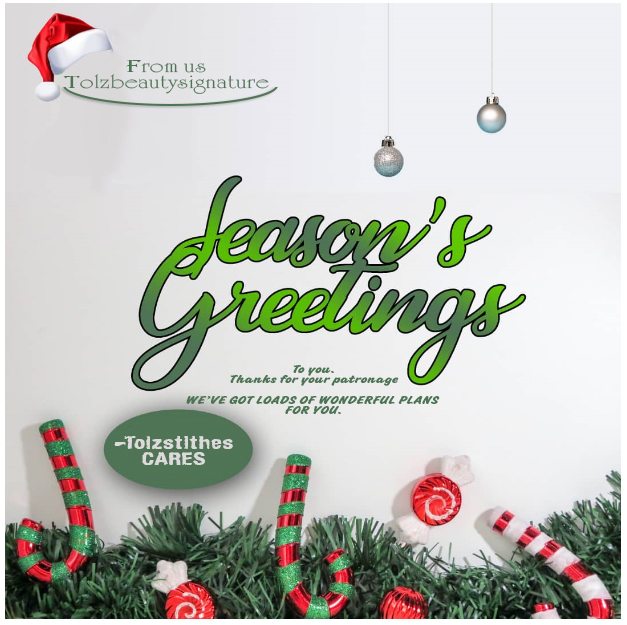 From us
Tolzbeautysignature
Season's
Greetings
To you.
Thanks for your patronage
WE'VE GOT LOADS OF WONDERFUL PLANS
FOR YOU.
-Tolzstithes
CARES